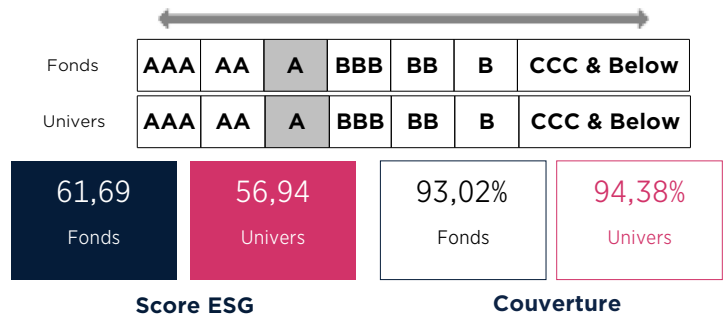 Fonds AAA AA A BBB BB B CCC & Below
Univers AAA AA A BBB BB B CCC & Below
61,69 56,94 93,02% 94,38%
Fonds Univers Fonds Univers
Score ESG Couverture